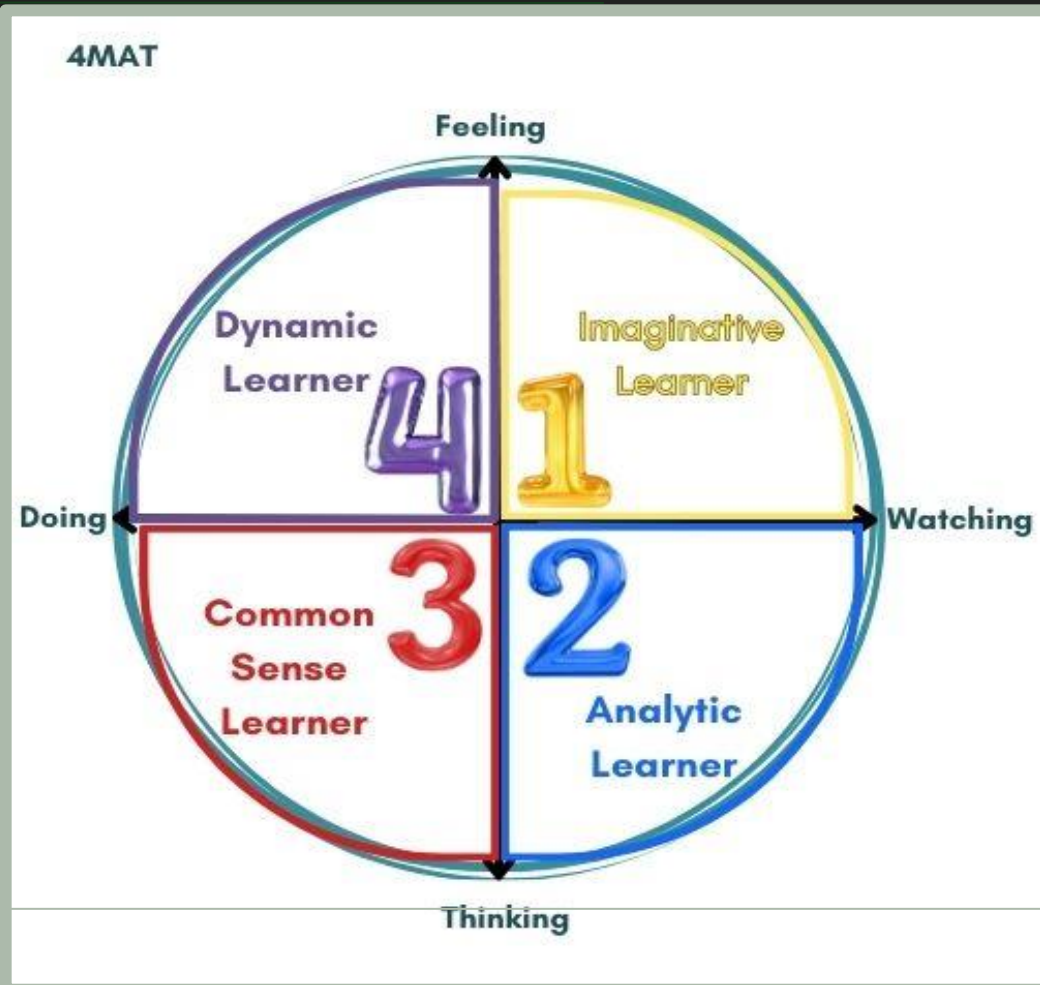 4MAT
Feeling
Dynamic
Learner
4
Imaginative
Learner
1
Doing
Watching
Common
Sense
Learner
3
2
Analytic
Learner
Thinking